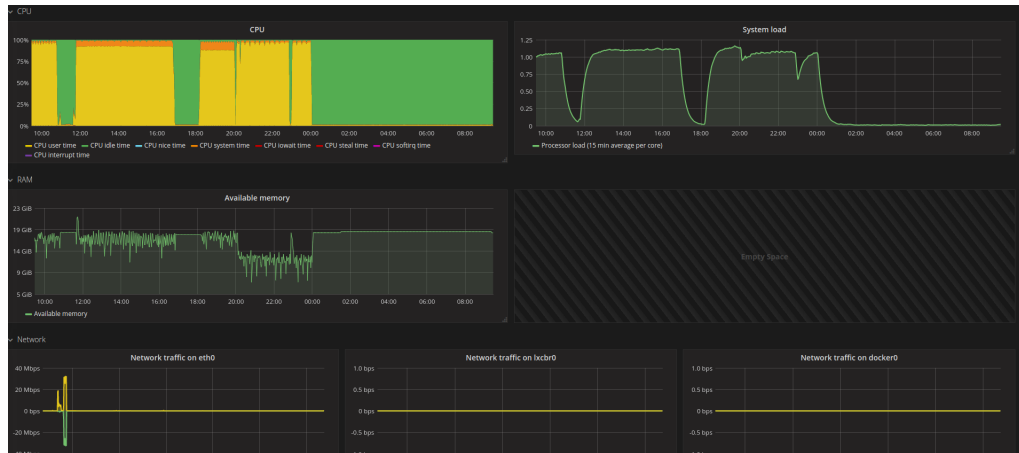 CPU
CPU
100%
75%
50%
25%
0%
10:00 12:00 14:00 16:00 18:00 20:00 22:00 00:00 02:00 04:00 06:00 08:00
CPU user time CPU idle time CPU nice time CPU system time CPU iowait time CPU steal time CPU softirq time
CPU interrupt time
System load
1.25
1.00
0.75
0.50
0.25
0
10:00 12:00 14:00 16:00 18:00 20:00 22:00 00:00 02:00 04:00 06:00 08:00
Processor load (15 min average per core)
RAM
Available memory
23 GiB
19 GiB
14 GiB
9 GiB
5 GiB
10:00 12:00 14:00 16:00 18:00 20:00 22:00 00:00 02:00 04:00 06:00 08:00
Available memory
Empty Space
Network
Network traffic on eth0
40 Mbps
20 Mbps
0 bps
-20 Mbps
Network traffic on lxcbr0
1.0 bps
0.5 bps
0 bps
-0.5 bps
Network traffic on docker0
1.0 bps
0.5 bps
0 bps
-0.5 bps